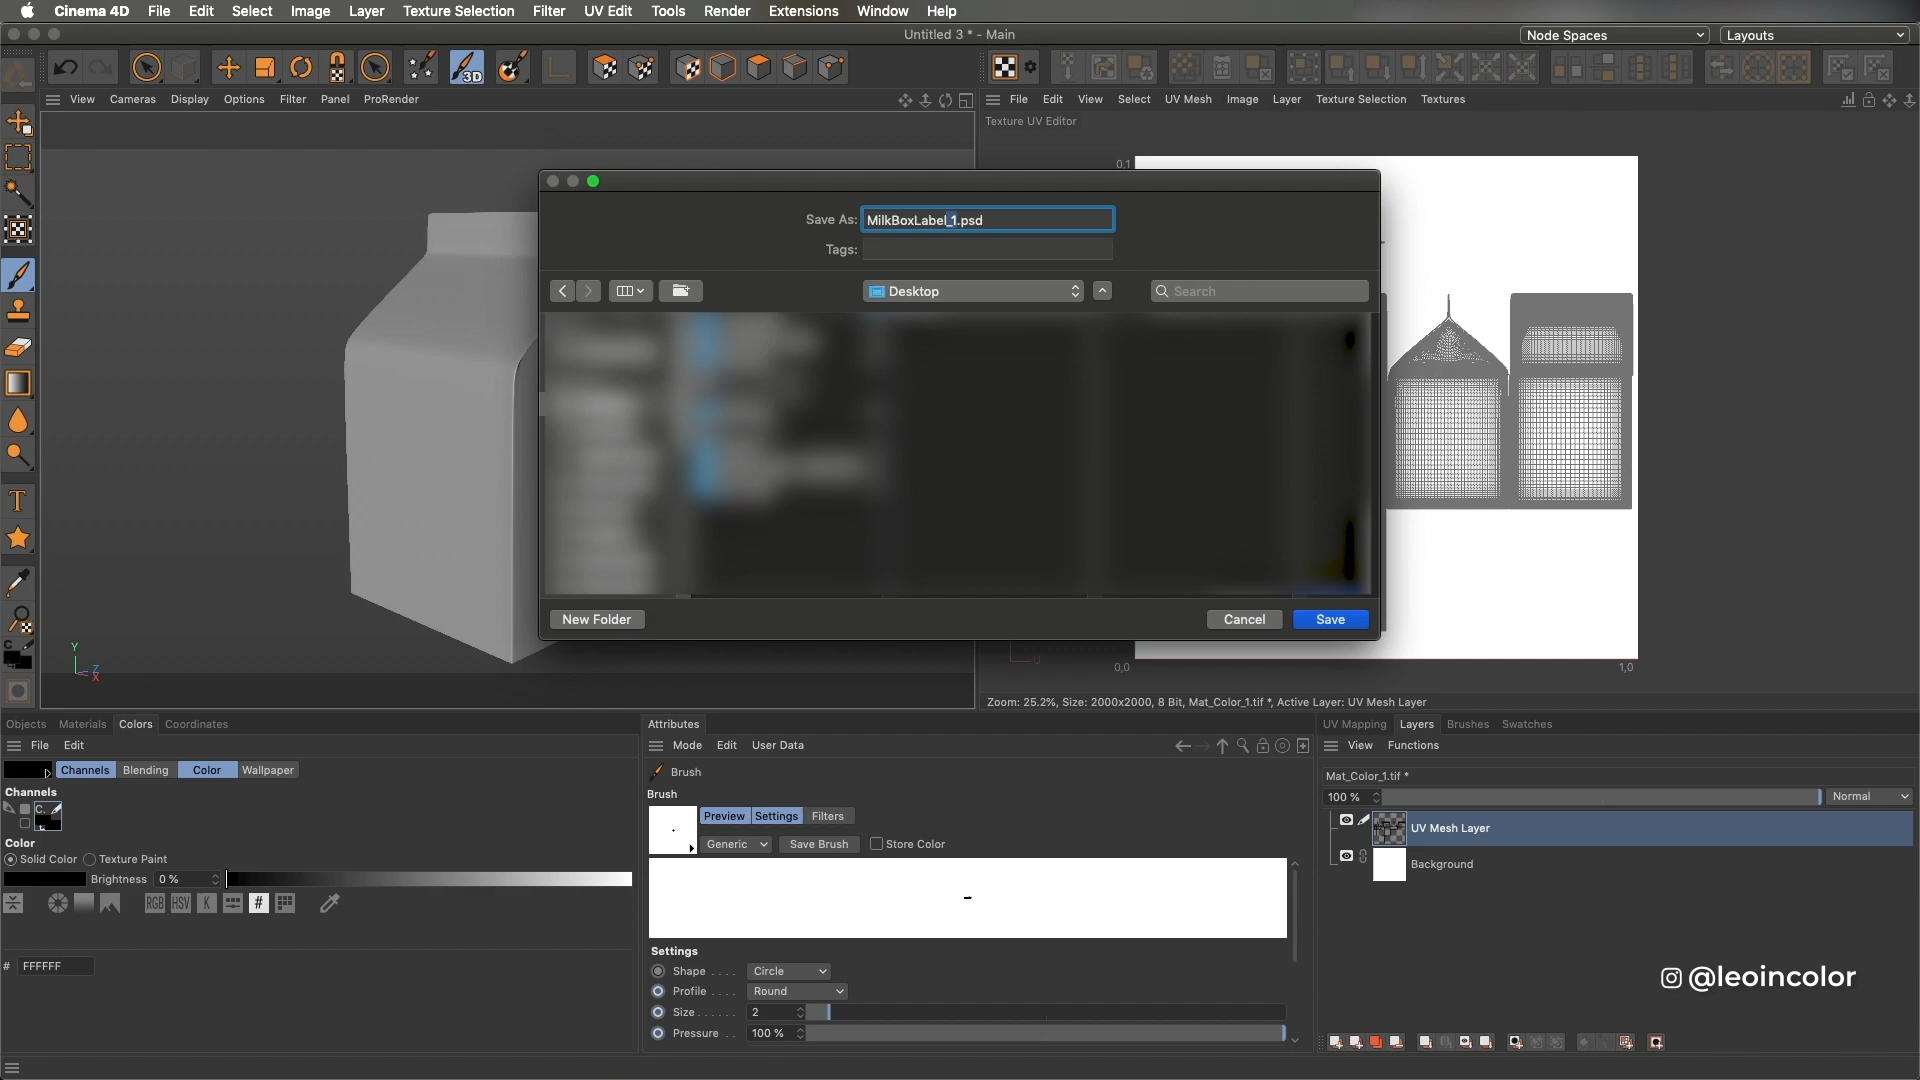 Cinema 4D File Edit Select Image Layer Texture Selection Filter UV Edit Tools Render Extensions Window Help
Untitled 3 * - Main
Node Spaces
Layouts
3D
View Cameras Display Options Filter Panel ProRender
File Edit View Select UV Mesh Image Layer Texture Selection Textures
Texture UV Editor
0,1
Save As: MilkBoxLabel_1.psd
Tags:
Desktop
Search
New Folder
Cancel
Save
T
Y
Z
X
U
0,0
1,0
Zoom: 25.2%, Size: 2000x2000, 8 Bit, Mat_Color_1.tif *, Active Layer: UV Mesh Layer
Objects Materials Colors Coordinates
File Edit
Channels Blending Color Wallpaper
Channels
C.
Color
Solid Color Texture Paint
Brightness 0 %
RGB HSV K #
# FFFFFF
Attributes
Mode Edit User Data
Brush
Brush
Preview Settings Filters
Generic Save Brush Store Color
Settings
Shape . . . . Circle
Profile . . . . Round
Size . . . . . . 2
Pressure . . 100 %
UV Mapping Layers Brushes Swatches
View Functions
Mat_Color_1.tif *
100 % Normal
UV Mesh Layer
Background
@leoincolor